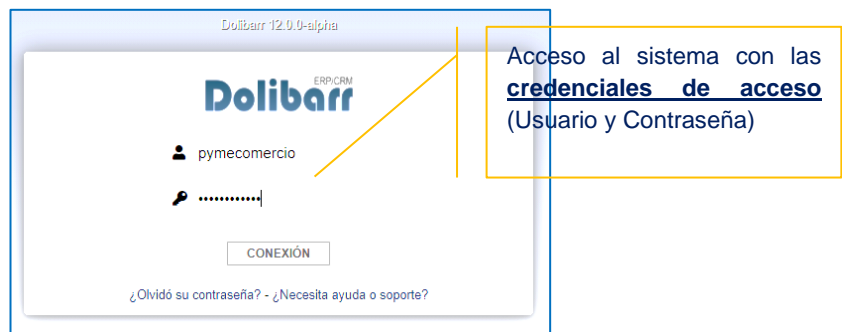 Dolibarr 12.0.0-alpha
ERP/CRM
Dolibarr
pymecomercio
••••••••••••
CONEXIÓN
¿Olvidó su contraseña? - ¿Necesita ayuda o soporte?
Acceso al sistema con las
credenciales de acceso
(Usuario y Contraseña)